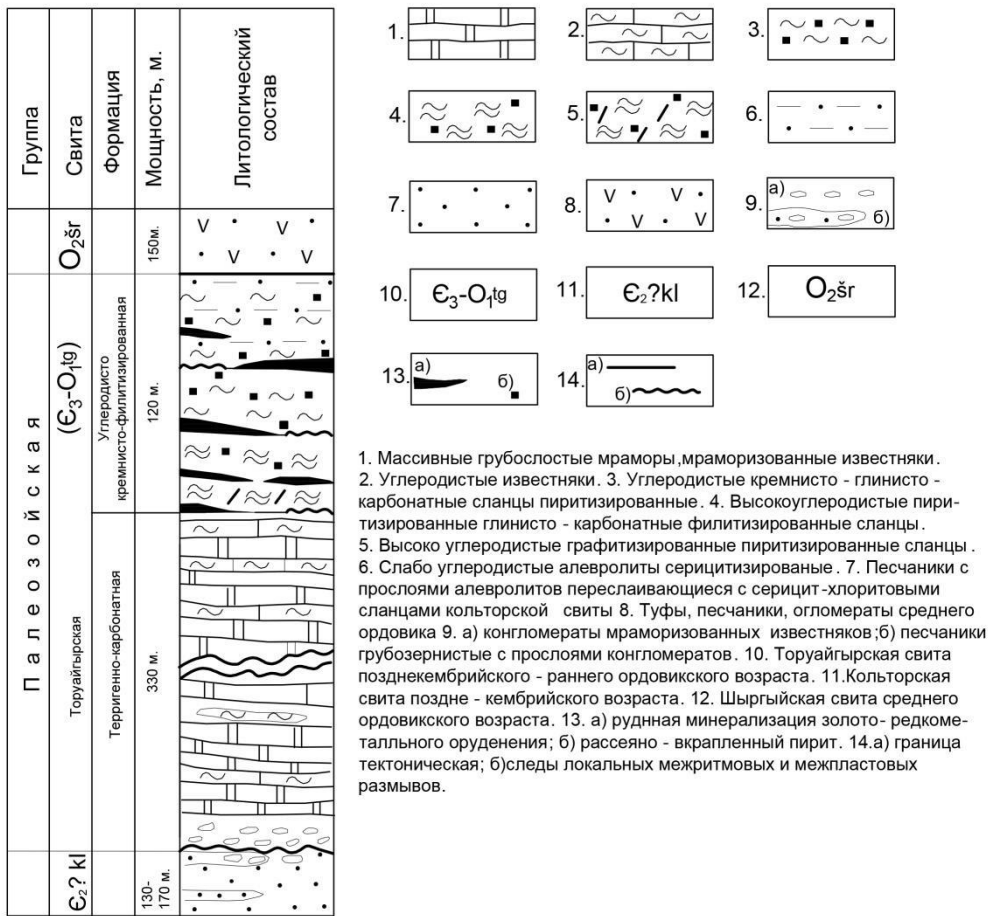 Группа
Свита
Формация
Мощность, м.
Литологический
состав
O₂šr
150м.
Палеозойская
(Є₃-O₁tg)
Торуайгырская
Углеродисто
кремнисто-филитизированная
120 м.
Терригенно-карбонатная
330 м.
Є₂? kl
130-
170 м.
V V V
V V
1.
2.
3.
4.
5.
6.
7.
8.
V V
V V V
9.
а)
б)
10. Є₃-O₁tg
11. Є₂?kl
12. O₂šr
13.
а)
б)
14.
а)
б)
1. Массивные грубослостые мраморы,мраморизованные известняки.
2. Углеродистые известняки. 3. Углеродистые кремнисто - глинисто -
карбонатные сланцы пиритизированные. 4. Высокоуглеродистые пири-
тизированные глинисто - карбонатные филитизированные сланцы.
5. Высоко углеродистые графитизированные пиритизированные сланцы.
6. Слабо углеродистые алевролиты серицитизированые. 7. Песчаники с
прослоями алевролитов переслаивающиеся с серицит-хлоритовыми
сланцами кольторской свиты 8. Туфы, песчаники, огломераты среднего
ордовика 9. а) конгломераты мраморизованных известняков;б) песчаники
грубозернистые с прослоями конгломератов. 10. Торуайгырская свита
позднекембрийского - раннего ордовикского возраста. 11.Кольторская
свита поздне - кембрийского возраста. 12. Шыргыйская свита среднего
ордовикского возраста. 13. а) руднная минерализация золото- редкоме-
талльного оруденения; б) рассеяно - вкрапленный пирит. 14.а) граница
тектоническая; б)следы локальных межритмовых и межпластовых
размывов.